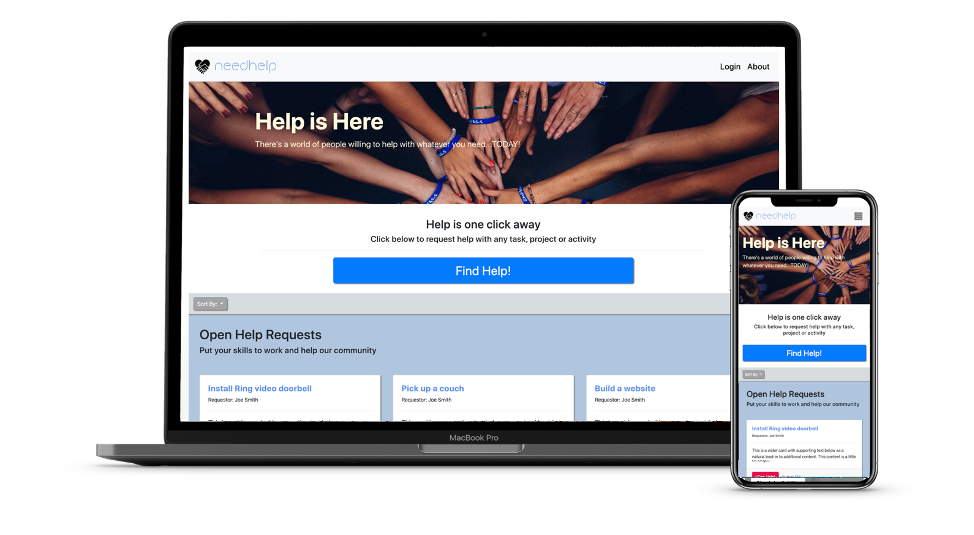 needhelp
Login About
Help is Here
There's a world of people willing to help with whatever you need...TODAY!
Help is one click away
Click below to request help with any task, project or activity
Find Help!
Sort By:
Open Help Requests
Put your skills to work and help our community
Install Ring video doorbell
Requestor: Joe Smith
Pick up a couch
Requestor: Joe Smith
Build a website
Requestor: Joe Smith
MacBook Pro
needhelp
Help is Here
There's a world of people willing to help with
whatever you need...TODAY!
Help is one click away
Click below to request help with any task,
project or activity
Find Help!
Sort By:
Open Help Requests
Put your skills to work and help our community
Install Ring video doorbell
Requestor: Joe Smith
This is a wider card with supporting text below as a
natural lead-in to additional content. This content is a little